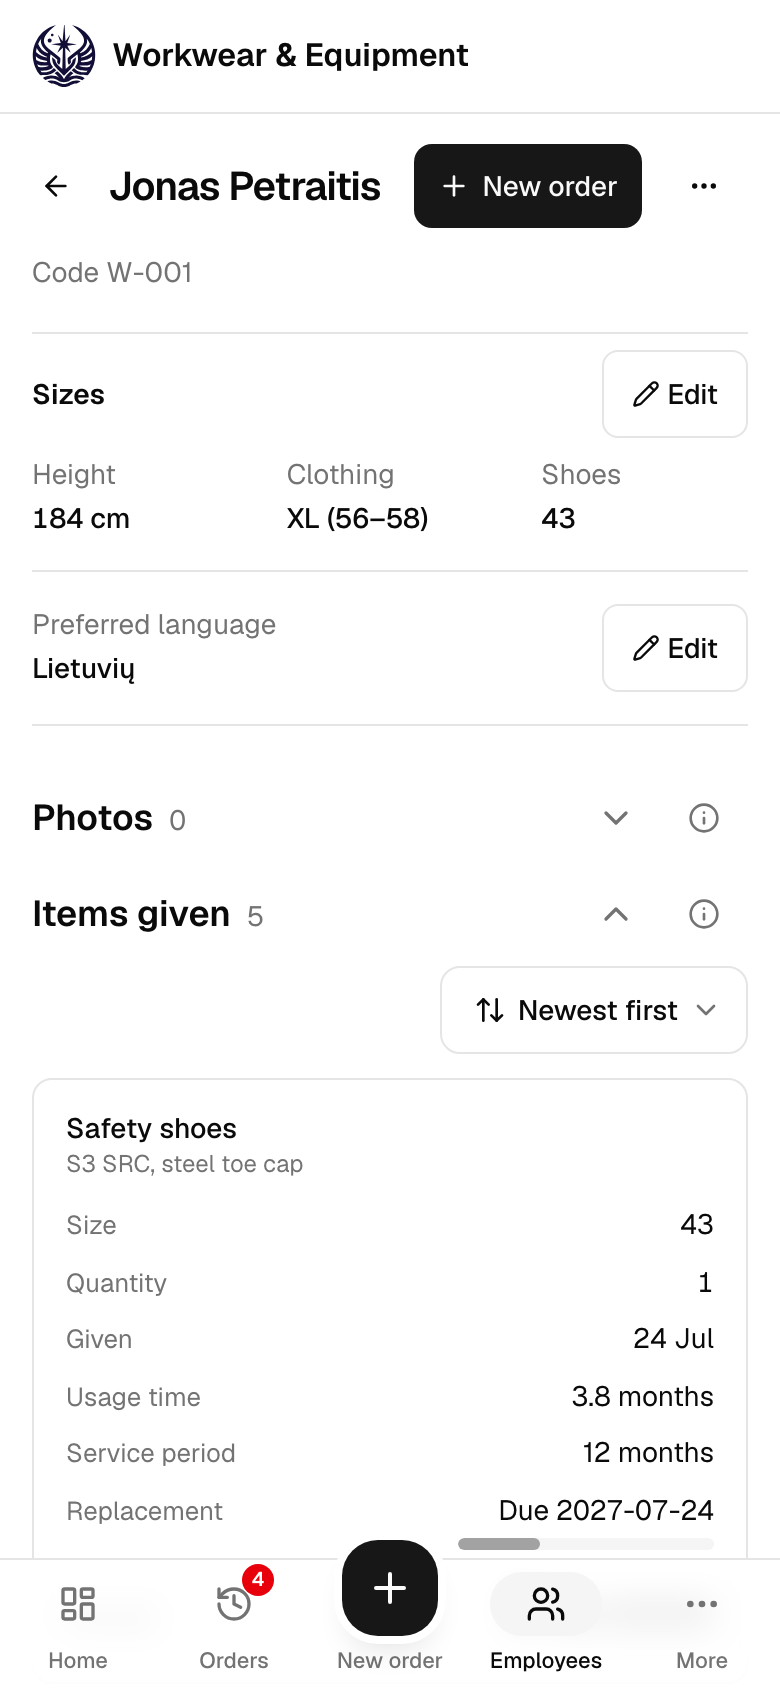 Workwear & Equipment
Jonas Petraitis
New order
Code W-001
Sizes
Edit
Height
Clothing
Shoes
184 cm
XL (56–58)
43
Preferred language
Lietuvių
Edit
Photos 0
Items given 5
Newest first
Safety shoes
S3 SRC, steel toe cap
Size 43
Quantity 1
Given 24 Jul
Usage time 3.8 months
Service period 12 months
Replacement Due 2027-07-24
4
Home
Orders
New order
Employees
More